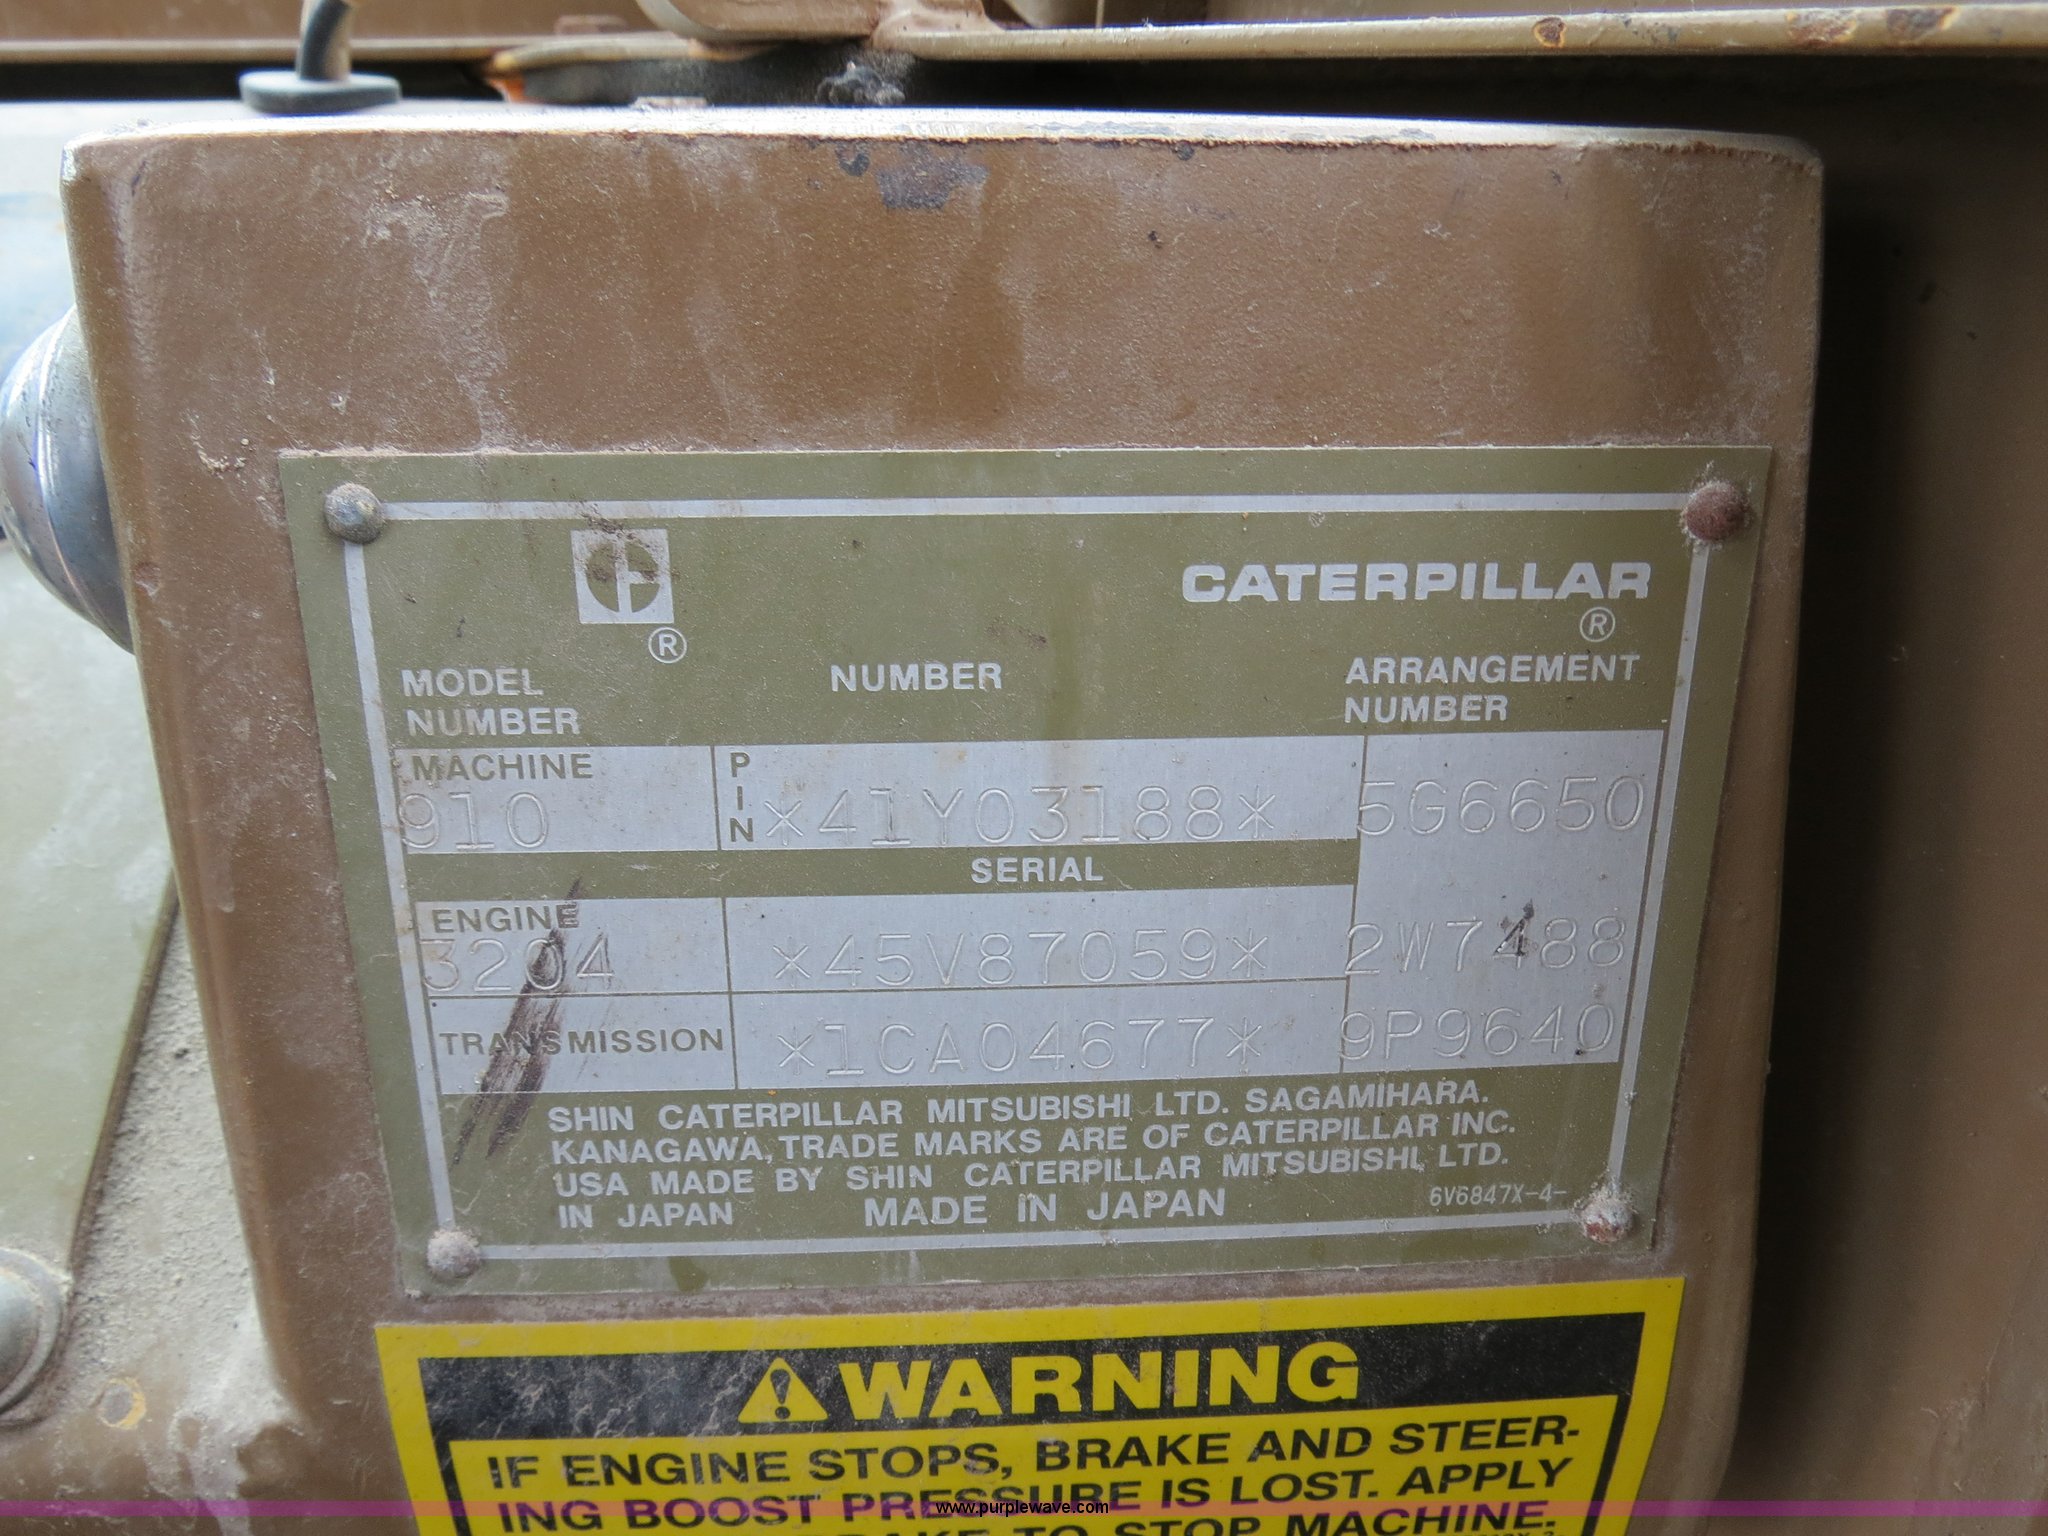 CATERPILLAR
®
®
MODEL NUMBER
NUMBER
ARRANGEMENT NUMBER
MACHINE
910
PIN
*41Y03188*
5G6650
SERIAL
ENGINE
3204
*45V87059*
2W7488
TRANSMISSION
*1CA04677*
9P9640
SHIN CATERPILLAR MITSUBISHI LTD. SAGAMIHARA.
KANAGAWA, TRADE MARKS ARE OF CATERPILLAR INC.
USA MADE BY SHIN CATERPILLAR MITSUBISHI, LTD.
IN JAPAN MADE IN JAPAN
6V6847X-4-
WARNING
IF ENGINE STOPS, BRAKE AND STEER-
ING BOOST PRESSURE IS LOST. APPLY
TO STOP MACHINE.
www.purplewave.com